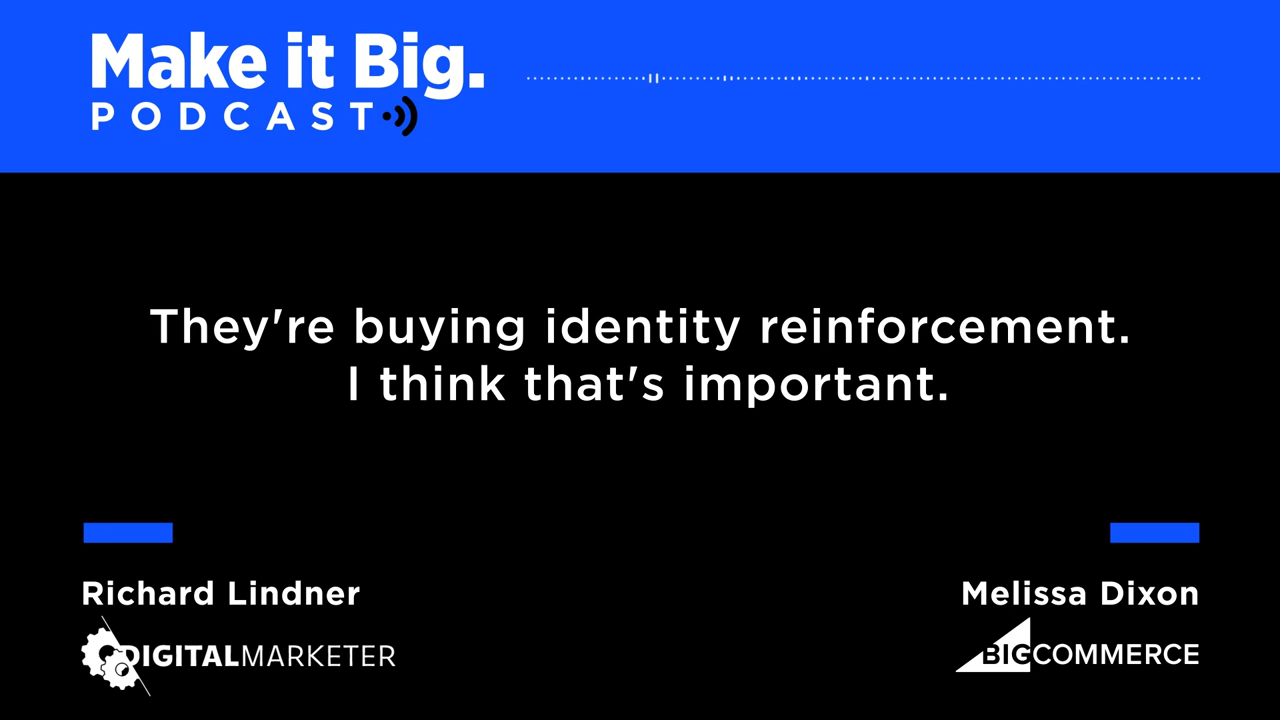 Make it Big.
PODCAST
They're buying identity reinforcement.
I think that's important.
Richard Lindner
Melissa Dixon
DIGITALMARKETER
BIGCOMMERCE